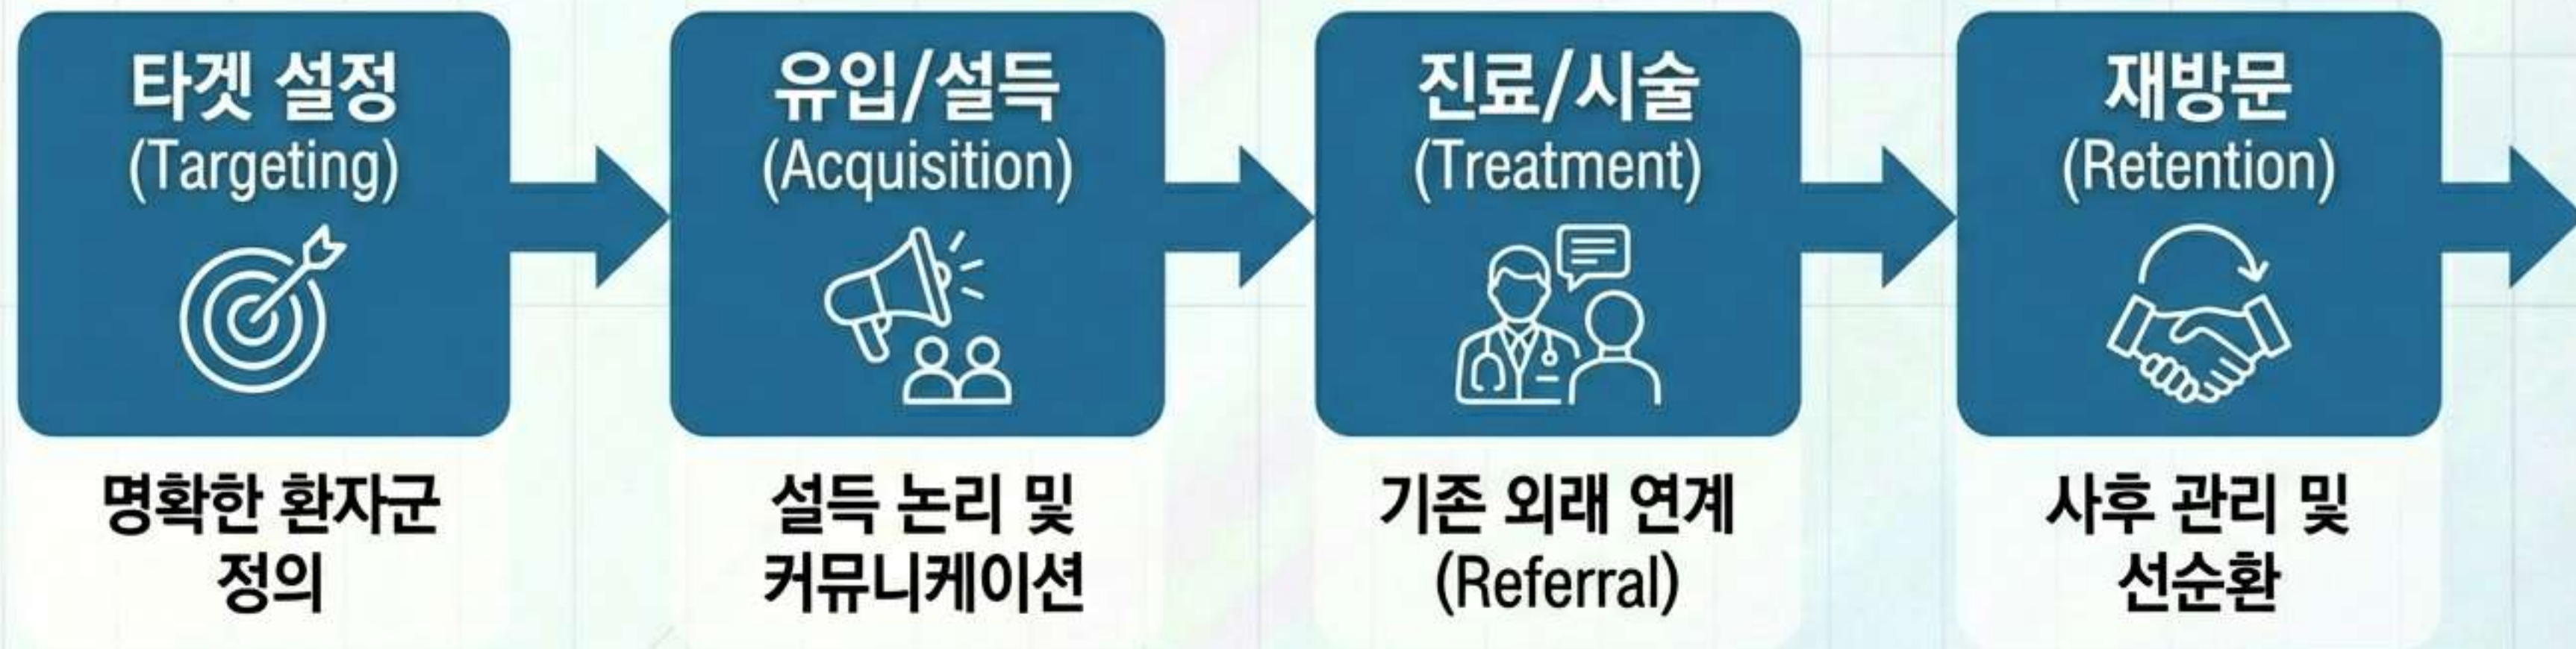 타겟 설정
(Targeting)
명확한 환자군
정의
유입/설득
(Acquisition)
설득 논리 및
커뮤니케이션
진료/시술
(Treatment)
기존 외래 연계
(Referral)
재방문
(Retention)
사후 관리 및
선순환